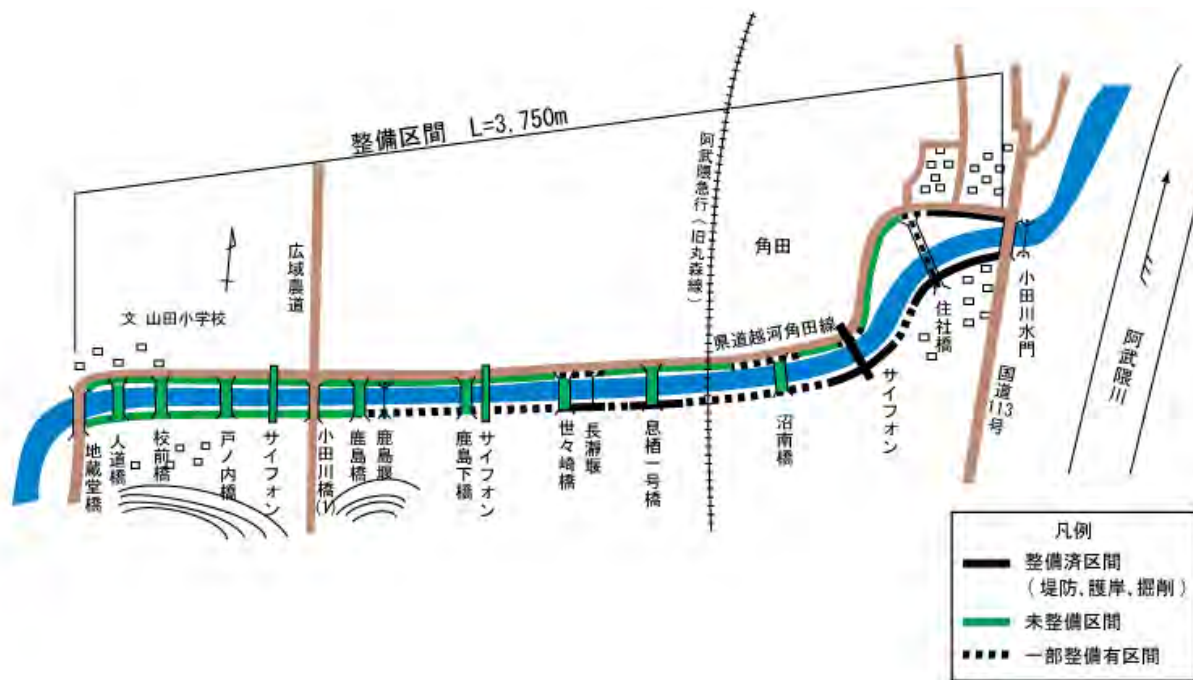 整備区間 L=3,750m
阿武隈急行(旧丸森線)
広域農道
角田
文 山田小学校
県道越河角田線
小田川水門
住社橋
国道113号
阿武隈川
サイフォン
地蔵堂橋
人道橋
校前橋
戸ノ内橋
サイフォン
小田川橋(1)
鹿島橋
鹿島堰
鹿島下橋
サイフォン
世々崎橋
長瀞堰
息栖一号橋
沼南橋
凡例
整備済区間
(堤防、護岸、掘削)
未整備区間
一部整備有区間